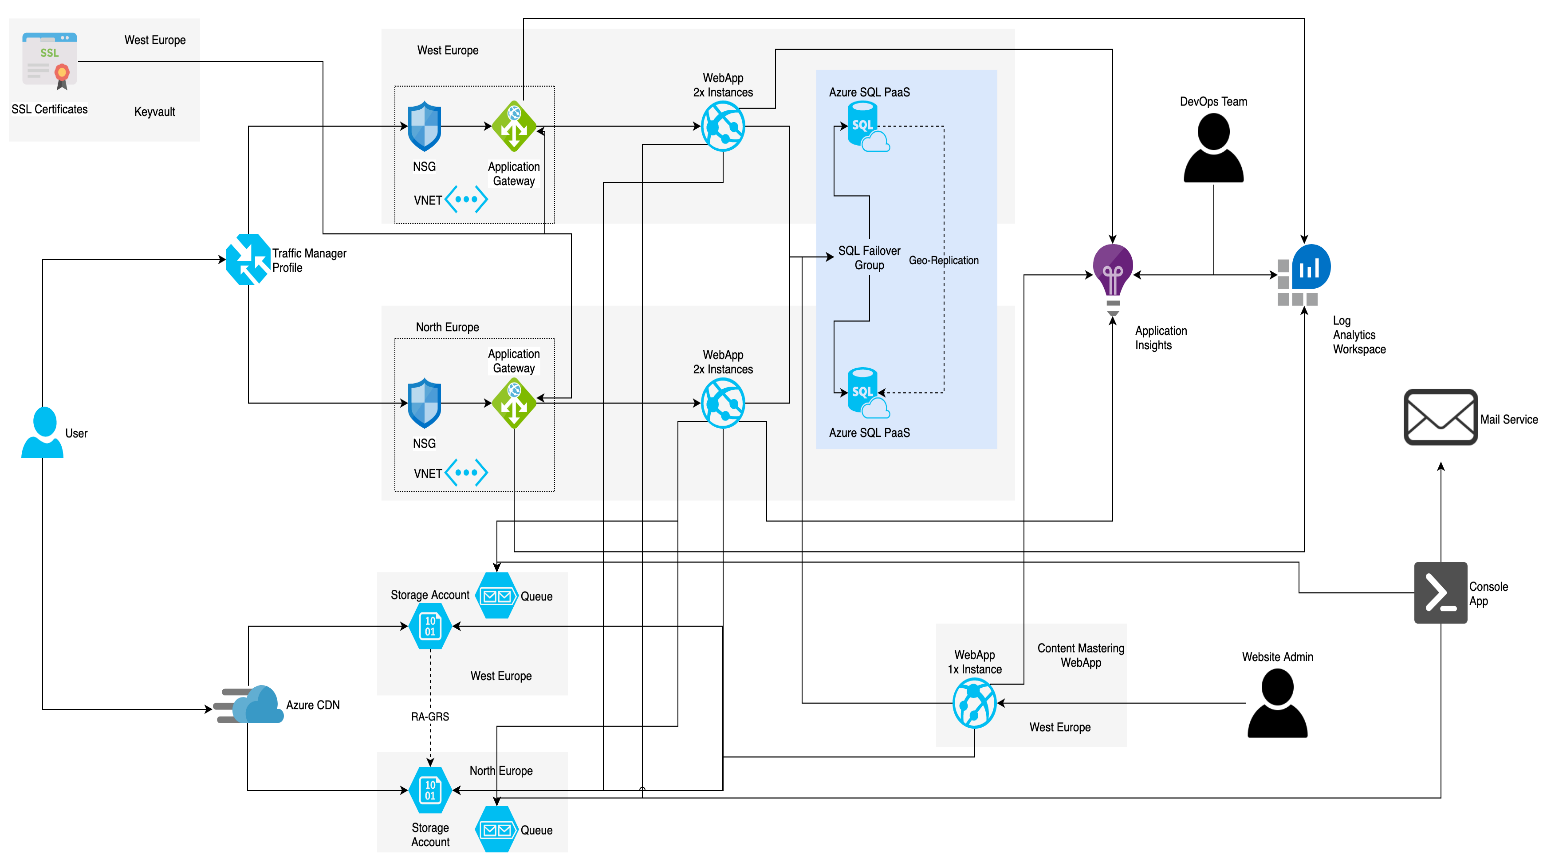 West Europe
SSL
SSL Certificates
Keyvault
West Europe
NSG
Application
Gateway
VNET
WebApp
2x Instances
Azure SQL PaaS
SQL
SQL Failover
Group
Geo-Replication
SQL
Azure SQL PaaS
DevOps Team
Traffic Manager
Profile
North Europe
Application
Gateway
NSG
VNET
WebApp
2x Instances
Application
Insights
Log
Analytics
Workspace
User
Mail Service
Storage Account
Queue
10
01
West Europe
RA-GRS
Azure CDN
North Europe
10
01
Storage
Account
Queue
WebApp
1x Instance
Content Mastering
WebApp
West Europe
Website Admin
Console
App